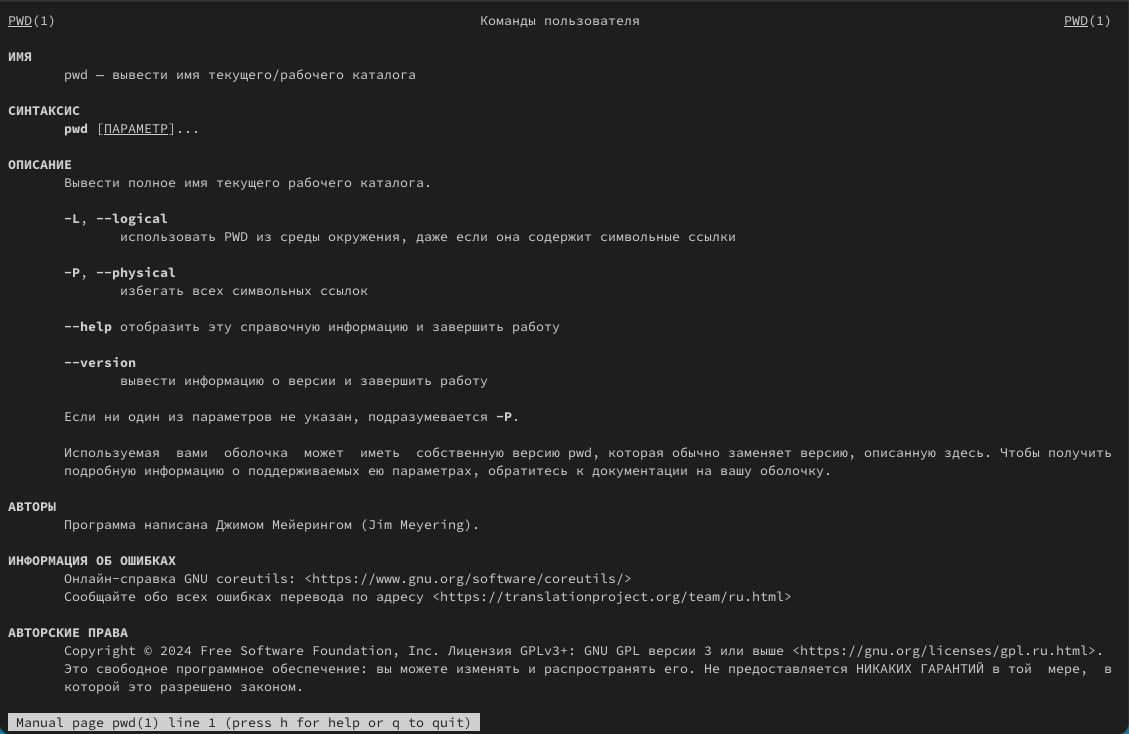 PWD(1) Команды пользователя PWD(1)
ИМЯ
pwd — вывести имя текущего/рабочего каталога
СИНТАКСИС
pwd [ПАРАМЕТР]...
ОПИСАНИЕ
Вывести полное имя текущего рабочего каталога.
-L, --logical
использовать PWD из среды окружения, даже если она содержит символьные ссылки
-P, --physical
избегать всех символьных ссылок
--help отобразить эту справочную информацию и завершить работу
--version
вывести информацию о версии и завершить работу
Если ни один из параметров не указан, подразумевается -P.
Используемая вами оболочка может иметь собственную версию pwd, которая обычно заменяет версию, описанную здесь. Чтобы получить
подробную информацию о поддерживаемых ею параметрах, обратитесь к документации на вашу оболочку.
АВТОРЫ
Программа написана Джимом Мейерингом (Jim Meyering).
ИНФОРМАЦИЯ ОБ ОШИБКАХ
Онлайн-справка GNU coreutils: <https://www.gnu.org/software/coreutils/>
Сообщайте обо всех ошибках перевода по адресу <https://translationproject.org/team/ru.html>
АВТОРСКИЕ ПРАВА
Copyright © 2024 Free Software Foundation, Inc. Лицензия GPLv3+: GNU GPL версии 3 или выше <https://gnu.org/licenses/gpl.ru.html>.
Это свободное программное обеспечение: вы можете изменять и распространять его. Не предоставляется НИКАКИХ ГАРАНТИЙ в той мере, в
которой это разрешено законом.
Manual page pwd(1) line 1 (press h for help or q to quit)